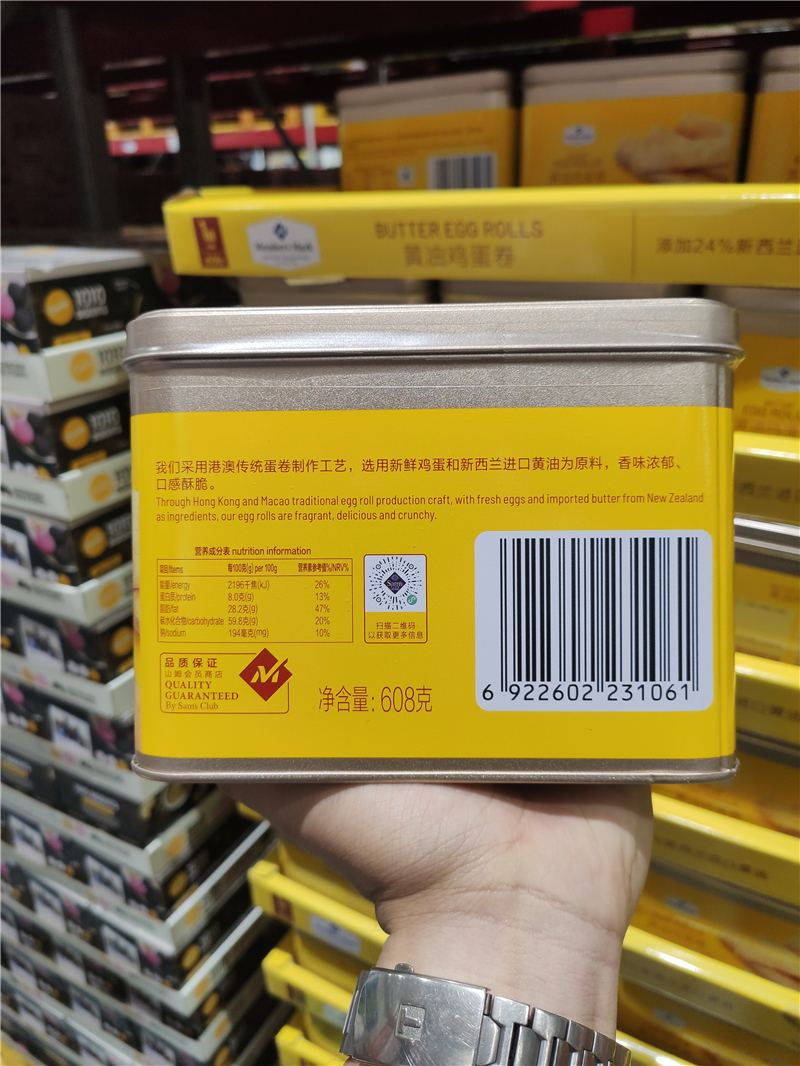 BUTTER EGG ROLLS
黄油鸡蛋卷
添加24%新西兰
Member's Mark
我们采用港澳传统蛋卷制作工艺，选用新鲜鸡蛋和新西兰进口黄油为原料，香味浓郁、
口感酥脆。
Through Hong Kong and Macao traditional egg roll production craft, with fresh eggs and imported butter from New Zealand
as ingredients, our egg rolls are fragrant, delicious and crunchy.
营养成分表 nutrition information
项目/Items 每100克(g) per 100g 营养素参考值%/NRV%
能量/energy 2196千焦(kJ) 26%
蛋白质/protein 8.0克(g) 13%
脂肪/fat 28.2克(g) 47%
碳水化合物/carbohydrate 59.8克(g) 20%
钠/sodium 194毫克(mg) 10%
Sams
扫描二维码
以获取更多信息
品质保证
山姆会员商店
QUALITY
GUARANTEED
By Sams Club
净含量: 608克
6 922602 231061
TOTO
T